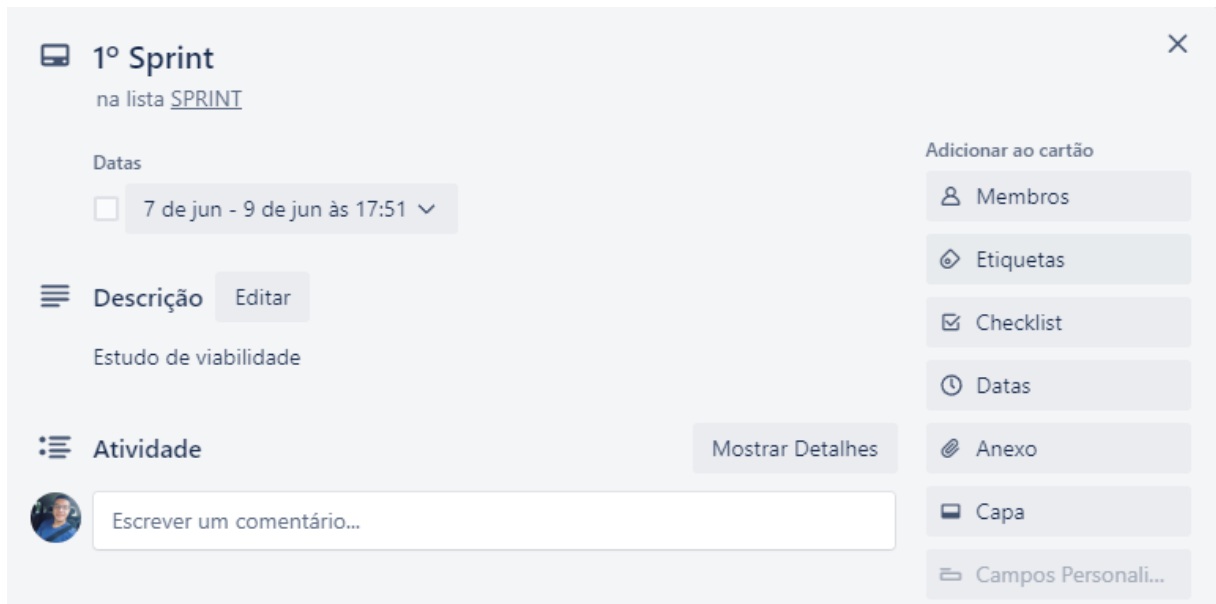 1º Sprint
na lista SPRINT
Datas
7 de jun - 9 de jun às 17:51
Descrição Editar
Estudo de viabilidade
Atividade Mostrar Detalhes
Escrever um comentário...
Adicionar ao cartão
Membros
Etiquetas
Checklist
Datas
Anexo
Capa
Campos Personali...